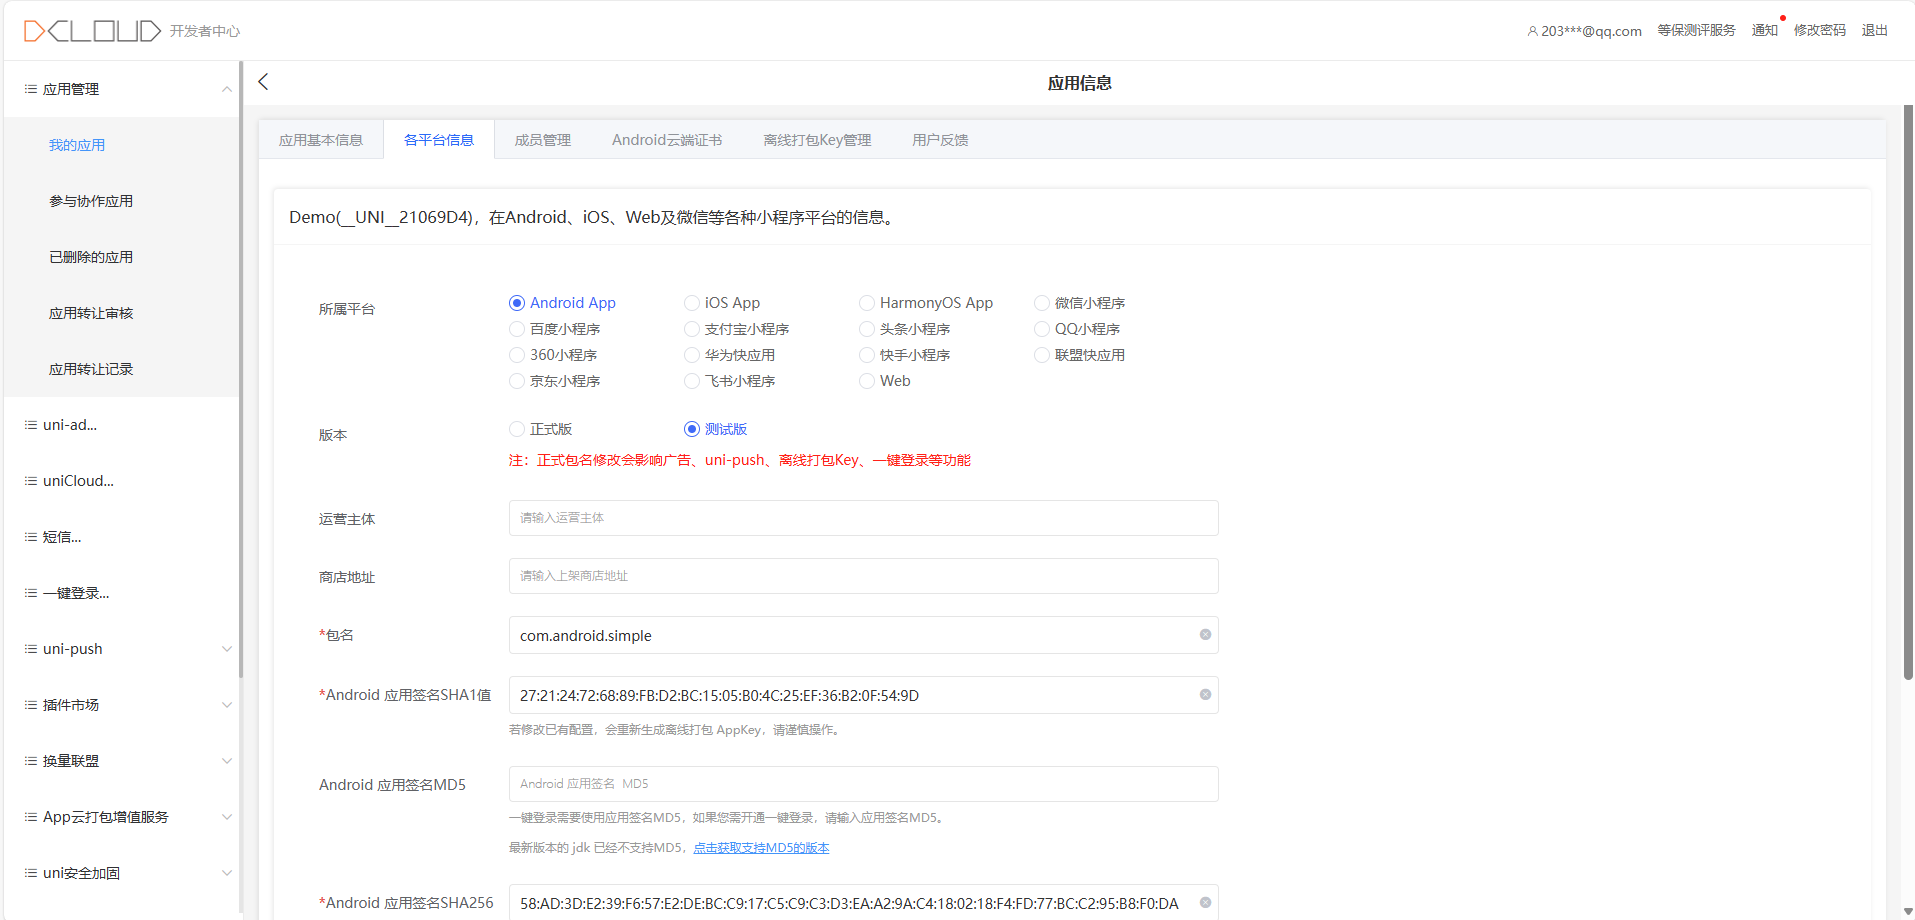 DCLOUD 开发者中心
203***@qq.com 等保测评服务 通知 修改密码 退出
应用管理
我的应用
参与协作应用
已删除的应用
应用转让审核
应用转让记录
uni-ad...
uniCloud...
短信...
一键登录...
uni-push
插件市场
换量联盟
App云打包增值服务
uni安全加固
应用信息
应用基本信息 各平台信息 成员管理 Android云端证书 离线打包Key管理 用户反馈
Demo(__UNI__21069D4)，在Android、iOS、Web及微信等各种小程序平台的信息。
所属平台
Android App iOS App HarmonyOS App 微信小程序
百度小程序 支付宝小程序 头条小程序 QQ小程序
360小程序 华为快应用 快手小程序 联盟快应用
京东小程序 飞书小程序 Web
版本 正式版 测试版
注：正式包名修改会影响广告、uni-push、离线打包Key、一键登录等功能
运营主体 请输入运营主体
商店地址 请输入上架商店地址
*包名 com.android.simple
*Android 应用签名SHA1值 27:21:24:72:68:89:FB:D2:BC:15:05:B0:4C:25:EF:36:B2:0F:54:9D
若修改已有配置，会重新生成离线打包 AppKey，请谨慎操作。
Android 应用签名MD5 Android 应用签名 MD5
一键登录需要使用应用签名MD5，如果您需开通一键登录，请输入应用签名MD5。
最新版本的 jdk 已经不支持MD5，点击获取支持MD5的版本
*Android 应用签名SHA256 58:AD:3D:E2:39:F6:57:E2:DE:BC:C9:17:C5:C9:C3:D3:EA:A2:9A:C4:18:02:18:F4:FD:77:BC:C2:95:B8:F0:DA